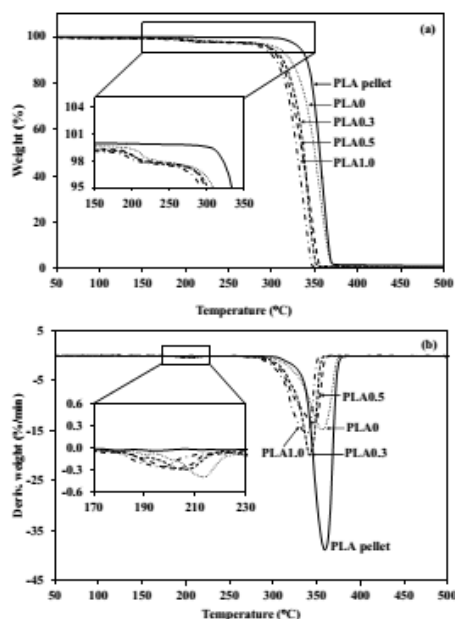 (a)
100
80
60
40
20
0
Weight (%)
104
101
98
95
150 200 250 300
PLA pellet
PLA0
PLA0.3
PLA0.5
PLA1.0
50 100 150 200 250 300 350 400 450 500
Temperature (°C)
(b)
5
-5
-15
-25
-35
-45
Deriv. weight (%/min)
0.6
0.3
0.0
-0.3
-0.6
170 190 210 230
PLA0.5
PLA0
PLA1.0
PLA0.3
PLA pellet
50 100 150 200 250 300 350 400 450 500
Temperature (°C)